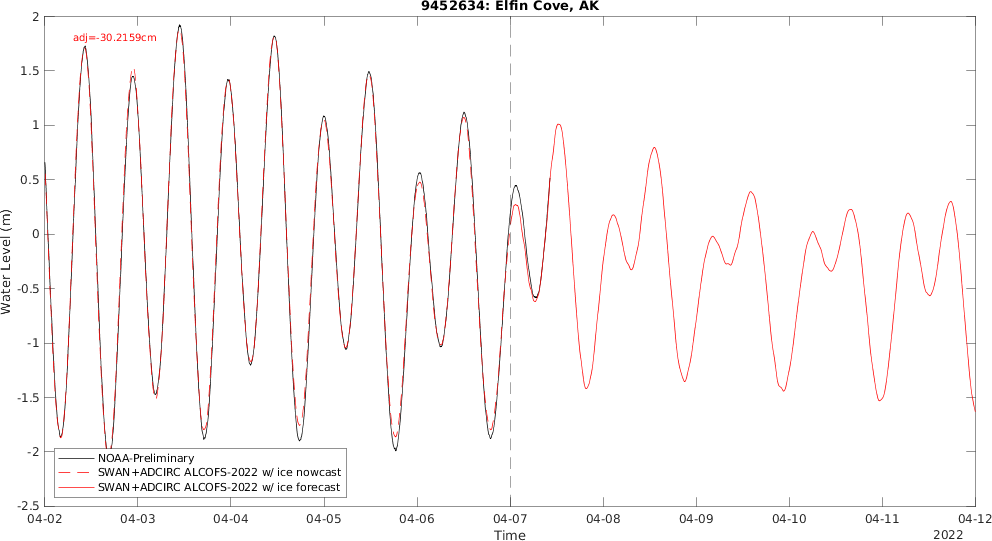 9452634: Elfin Cove, AK
adj=-30.2159cm
2
1.5
1
0.5
0
-0.5
-1
-1.5
-2
-2.5
Water Level (m)
NOAA-Preliminary
SWAN+ADCIRC ALCOFS-2022 w/ ice nowcast
SWAN+ADCIRC ALCOFS-2022 w/ ice forecast
04-02 04-03 04-04 04-05 04-06 04-07 04-08 04-09 04-10 04-11 04-12
Time
2022